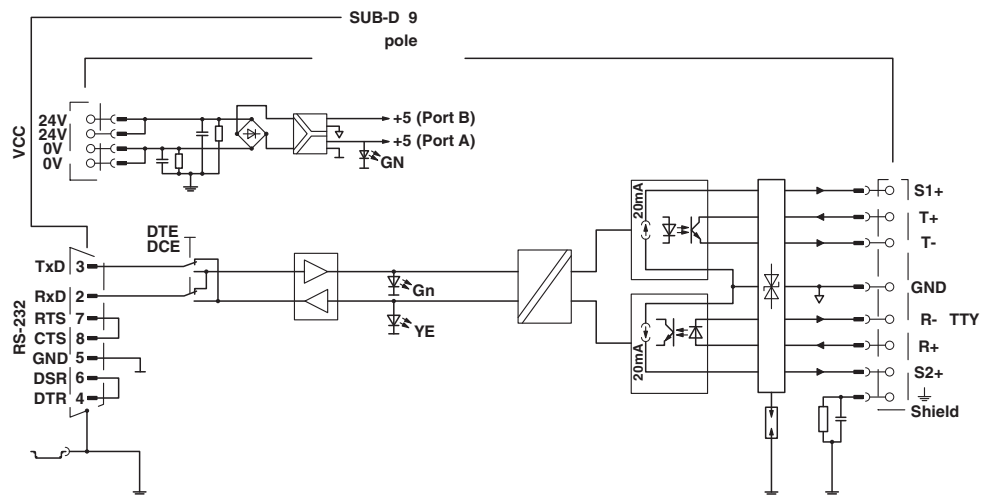 SUB-D 9
pole
VCC
24V
24V
0V
0V
+5 (Port B)
+5 (Port A)
GN
DTE
DCE
RS-232
TxD 3
RxD 2
RTS 7
CTS 8
GND 5
DSR 6
DTR 4
Gn
YE
20mA
20mA
S1+
T+
T-
GND
R- TTY
R+
S2+
Shield